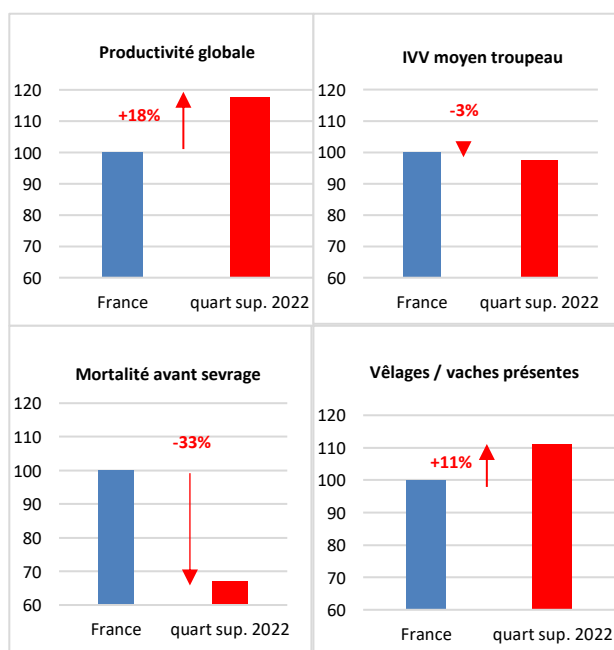 Productivité globale
120
110
100
90
80
70
60
+18%
France
quart sup. 2022
IVV moyen troupeau
120
110
100
90
80
70
60
-3%
France
quart sup. 2022
Mortalité avant sevrage
120
110
100
90
80
70
60
-33%
France
quart sup. 2022
Vêlages / vaches présentes
120
110
100
90
80
70
60
+11%
France
quart sup. 2022